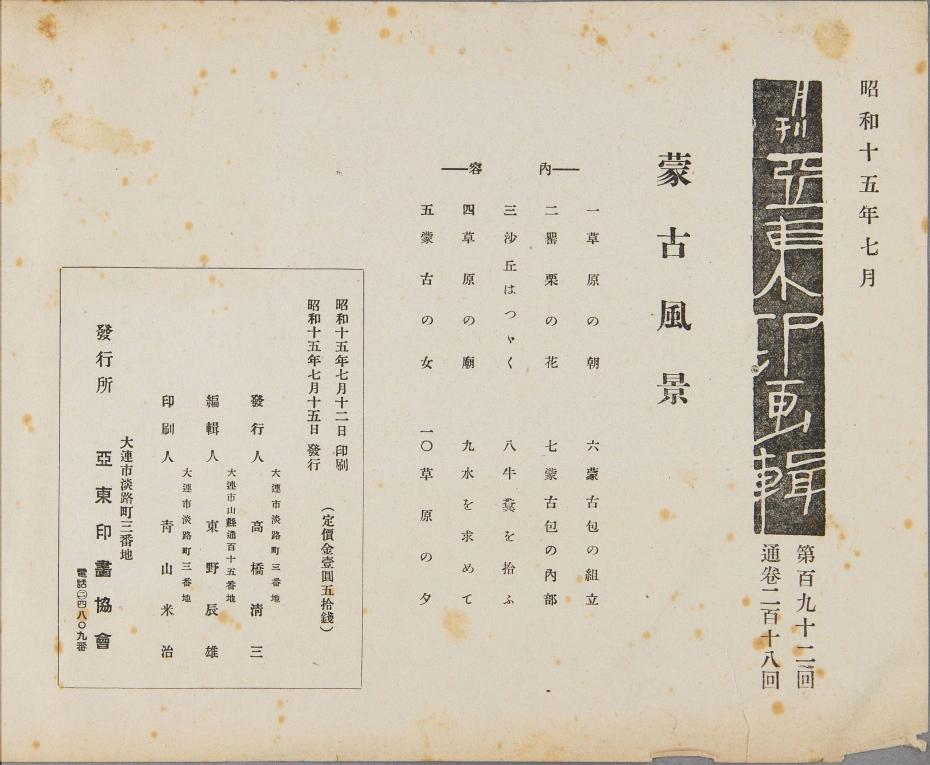 昭和十五年七月
月刊亞東印画輯
第百九十二回
通卷二百十八回
蒙古風景
內容
一草原の朝
二罌粟の花
三沙丘はつゞく
四草原の廟
五蒙古の女
六蒙古包の組立
七蒙古包の內部
八牛糞を拾ふ
九水を求めて
一〇草原の夕
昭和十五年七月十二日印刷
昭和十五年七月十五日發行
(定價金壹圓五拾錢)
大連市淡路町三番地
發行人 高橋淸三
大連市山縣通百十五番地
編輯人 東野辰雄
大連市淡路町三番地
印刷人 靑山米治
大連市淡路町三番地
發行所 亞東印畫協會
電話②四八〇九番